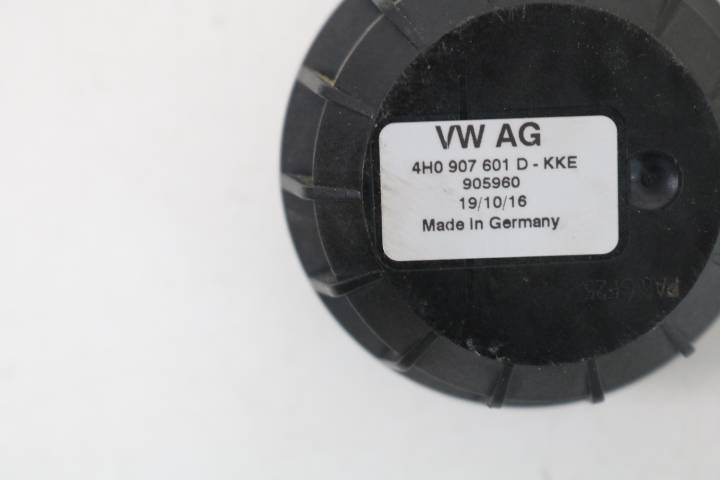 VW AG
4H0 907 601 D - KKE
905960
19/10/16
Made In Germany